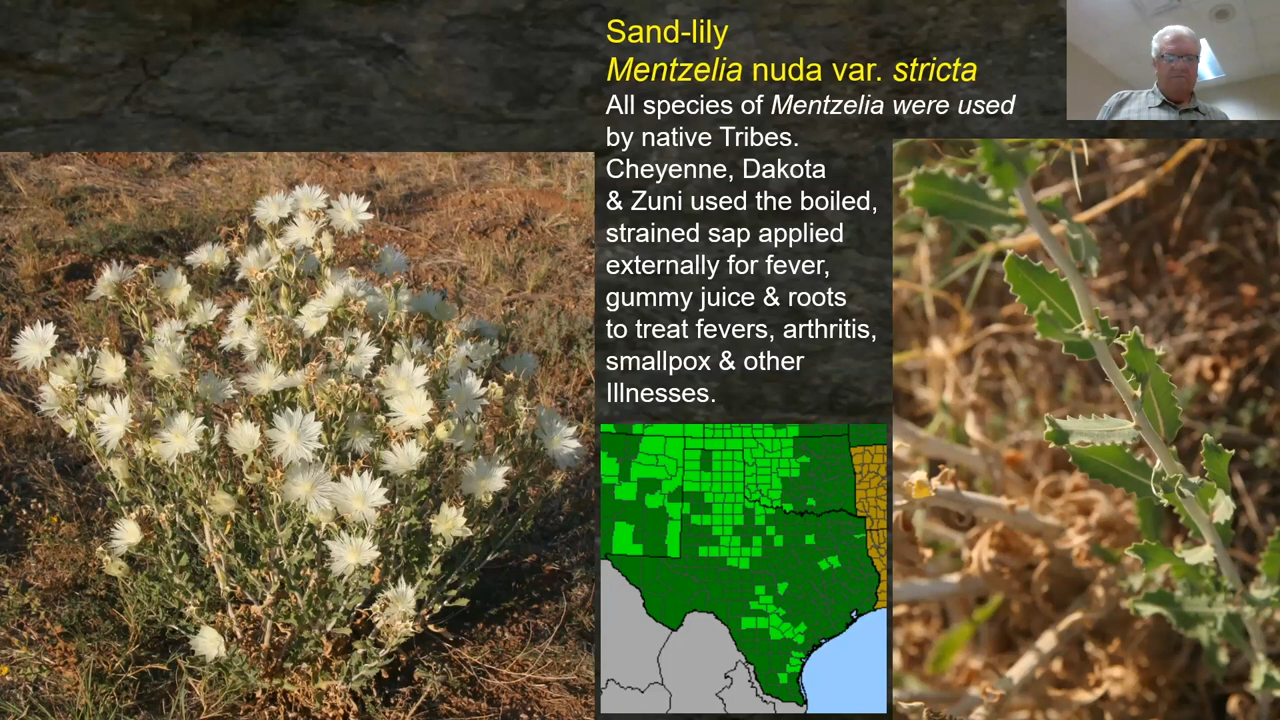 Sand-lily
Mentzelia nuda var. stricta
All species of Mentzelia were used
by native Tribes.
Cheyenne, Dakota
& Zuni used the boiled,
strained sap applied
externally for fever,
gummy juice & roots
to treat fevers, arthritis,
smallpox & other
Illnesses.